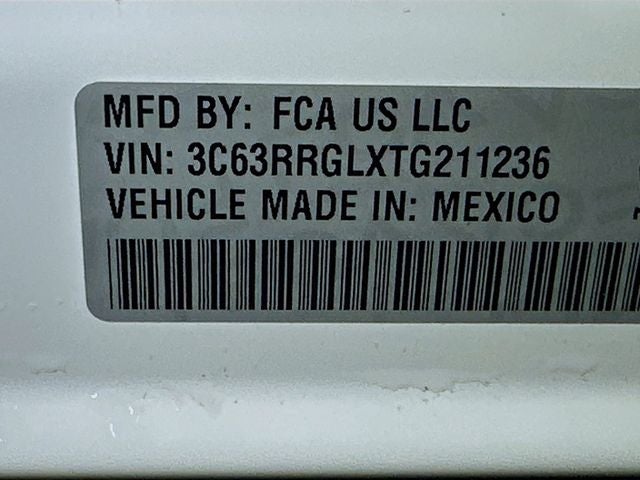 MFD BY: FCA US LLC
VIN: 3C63RRGLXTG211236
VEHICLE MADE IN: MEXICO